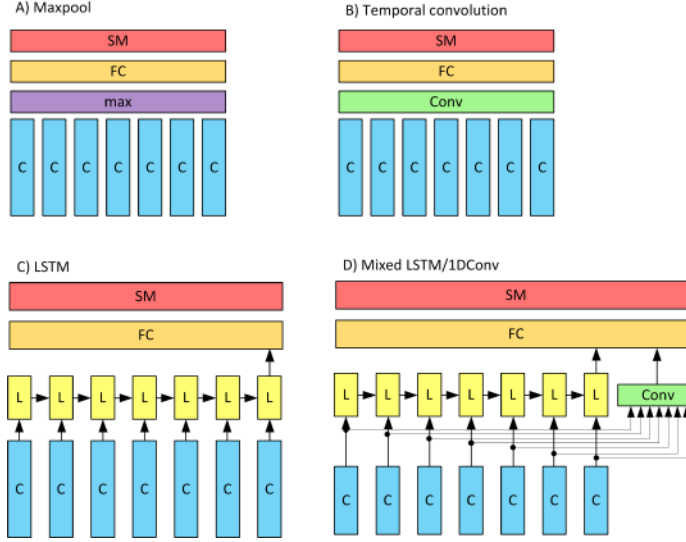 A) Maxpool
SM
FC
max
C C C C C C C
B) Temporal convolution
SM
FC
Conv
C C C C C C C
C) LSTM
SM
FC
L L L L L L L
C C C C C C C
D) Mixed LSTM/1DConv
SM
FC
L L L L L L L Conv
C C C C C C C